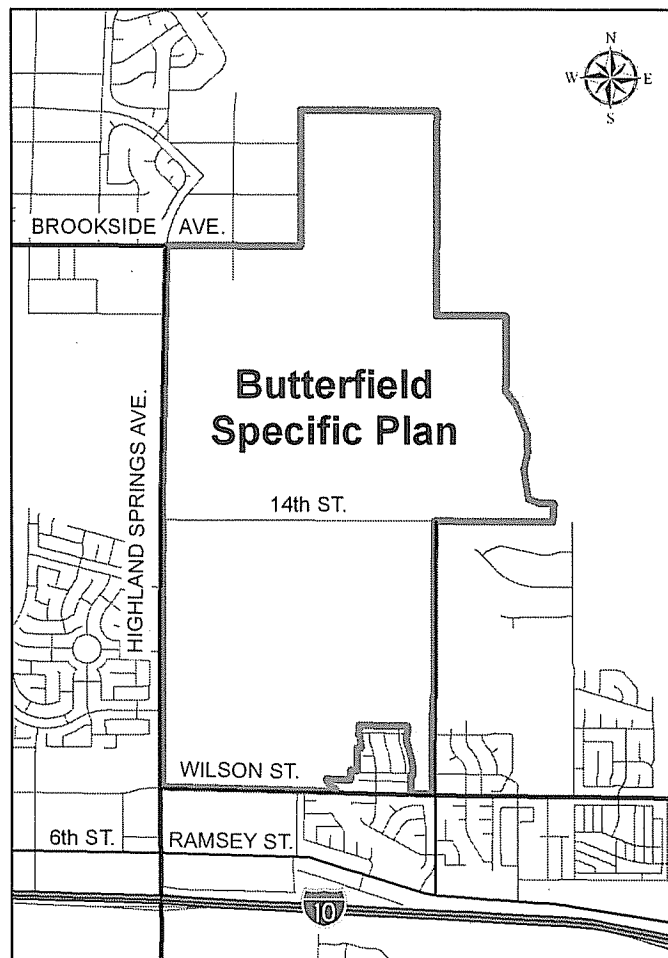 N
W E
S
BROOKSIDE AVE.
HIGHLAND SPRINGS AVE.
Butterfield
Specific Plan
14th ST.
WILSON ST.
6th ST.
RAMSEY ST.
10